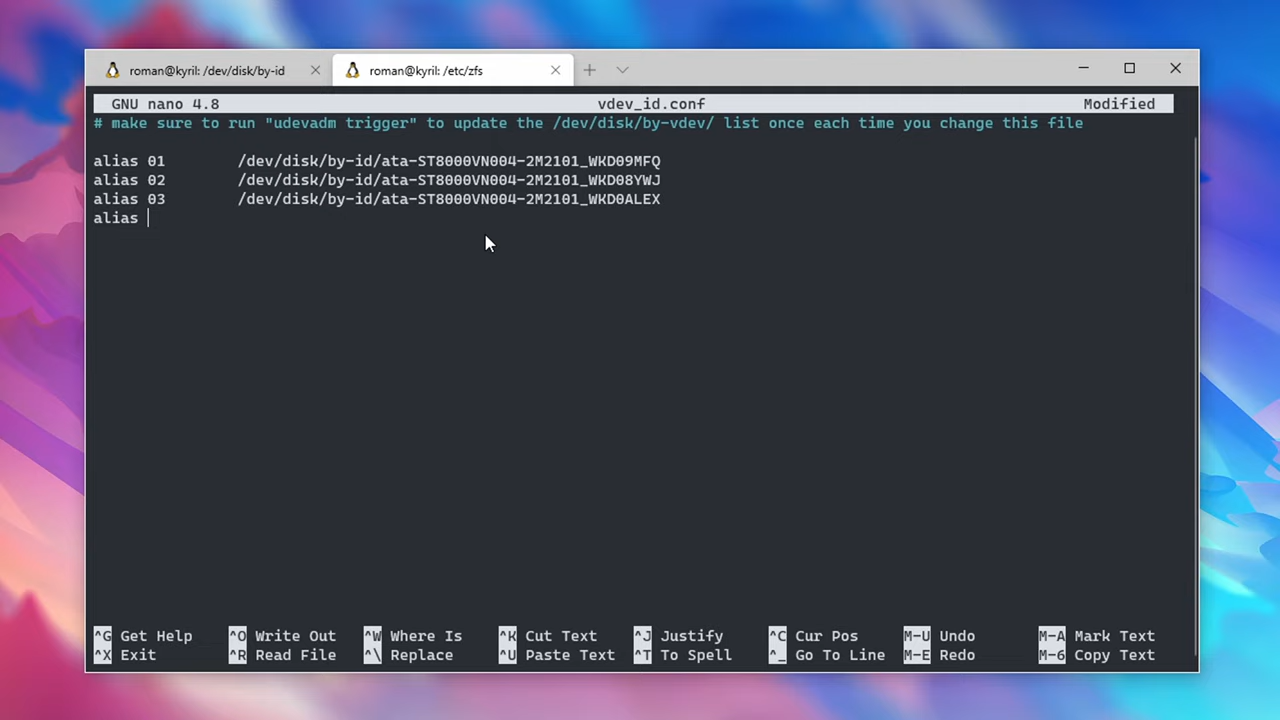 roman@kyril: /dev/disk/by-id
roman@kyril: /etc/zfs
GNU nano 4.8 vdev_id.conf Modified
# make sure to run "udevadm trigger" to update the /dev/disk/by-vdev/ list once each time you change this file
alias 01 /dev/disk/by-id/ata-ST8000VN004-2M2101_WKD09MFQ
alias 02 /dev/disk/by-id/ata-ST8000VN004-2M2101_WKD08YWJ
alias 03 /dev/disk/by-id/ata-ST8000VN004-2M2101_WKD0ALEX
alias
^G Get Help ^O Write Out ^W Where Is ^K Cut Text ^J Justify ^C Cur Pos M-U Undo M-A Mark Text
^X Exit ^R Read File ^\ Replace ^U Paste Text ^T To Spell ^_ Go To Line M-E Redo M-6 Copy Text